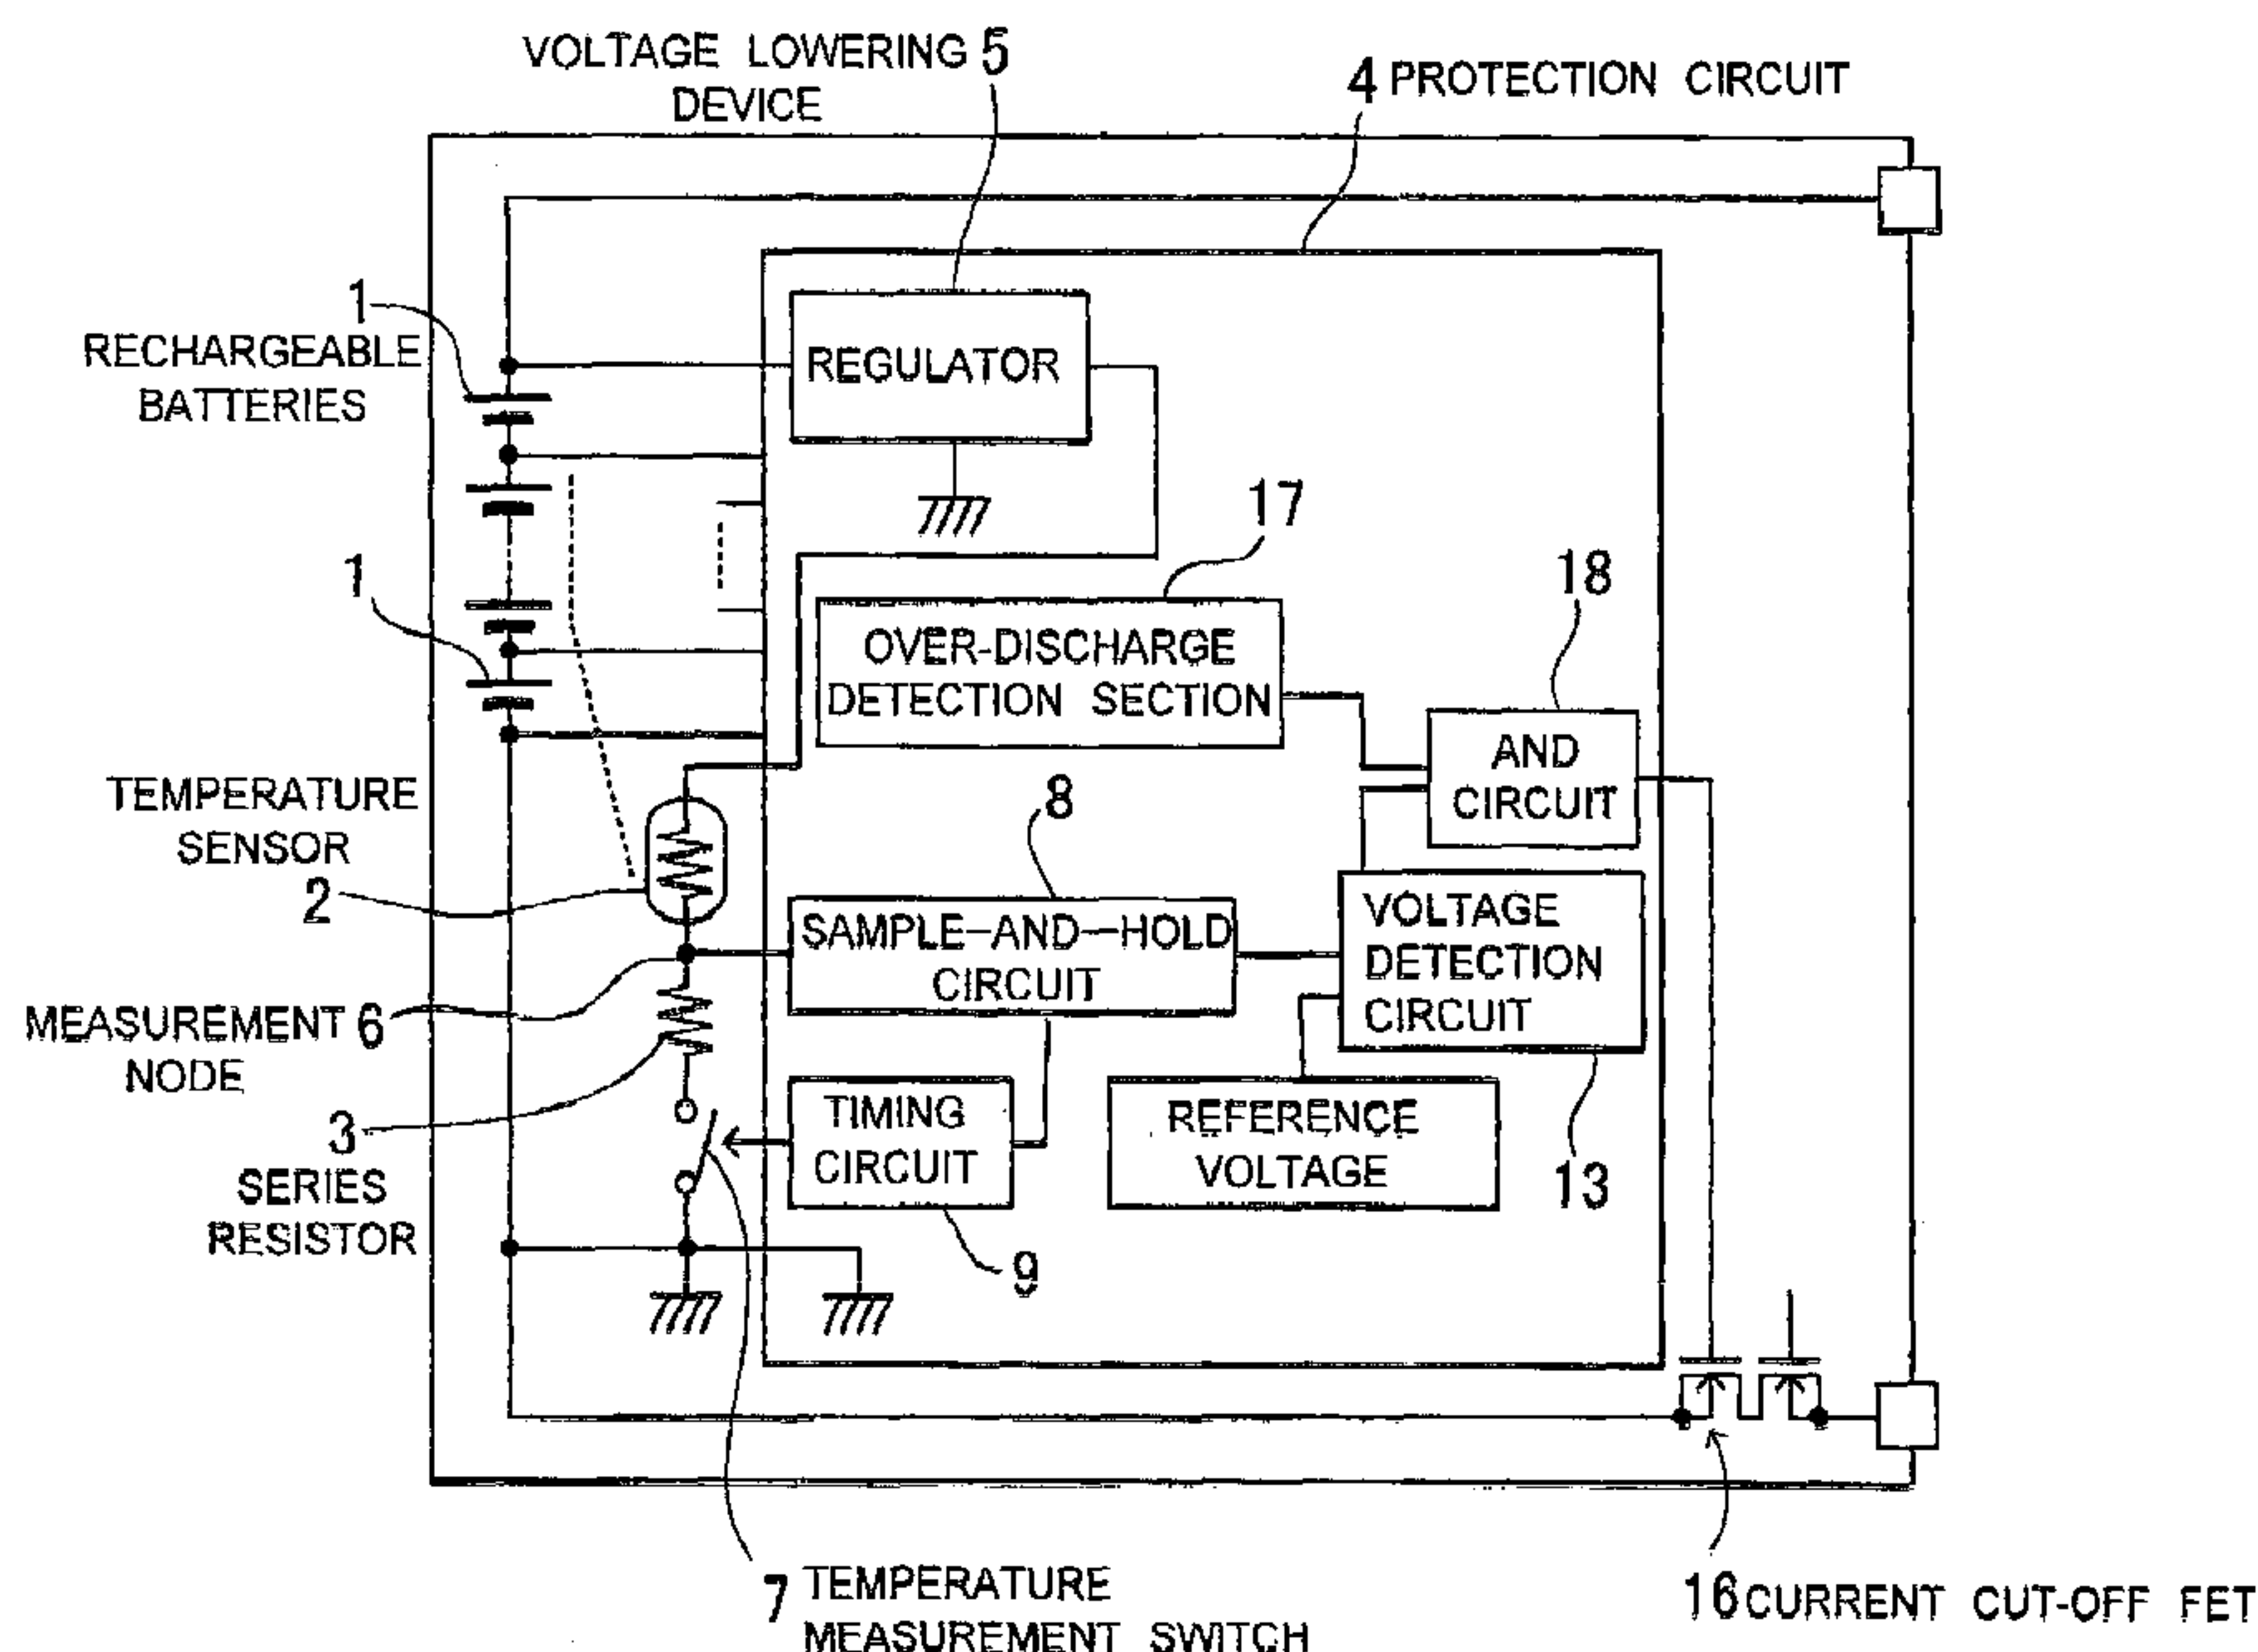 VOLTAGE LOWERING 5
DEVICE
4 PROTECTION CIRCUIT
1
RECHARGEABLE
BATTERIES
REGULATOR
17
1
18
OVER-DISCHARGE
DETECTION SECTION
AND
CIRCUIT
TEMPERATURE
SENSOR
2
8
SAMPLE-AND-HOLD
CIRCUIT
VOLTAGE
DETECTION
CIRCUIT
MEASUREMENT 6
NODE
TIMING
CIRCUIT
REFERENCE
VOLTAGE
3
SERIES
RESISTOR
13
9
7 TEMPERATURE
MEASUREMENT SWITCH
16 CURRENT CUT-OFF FET